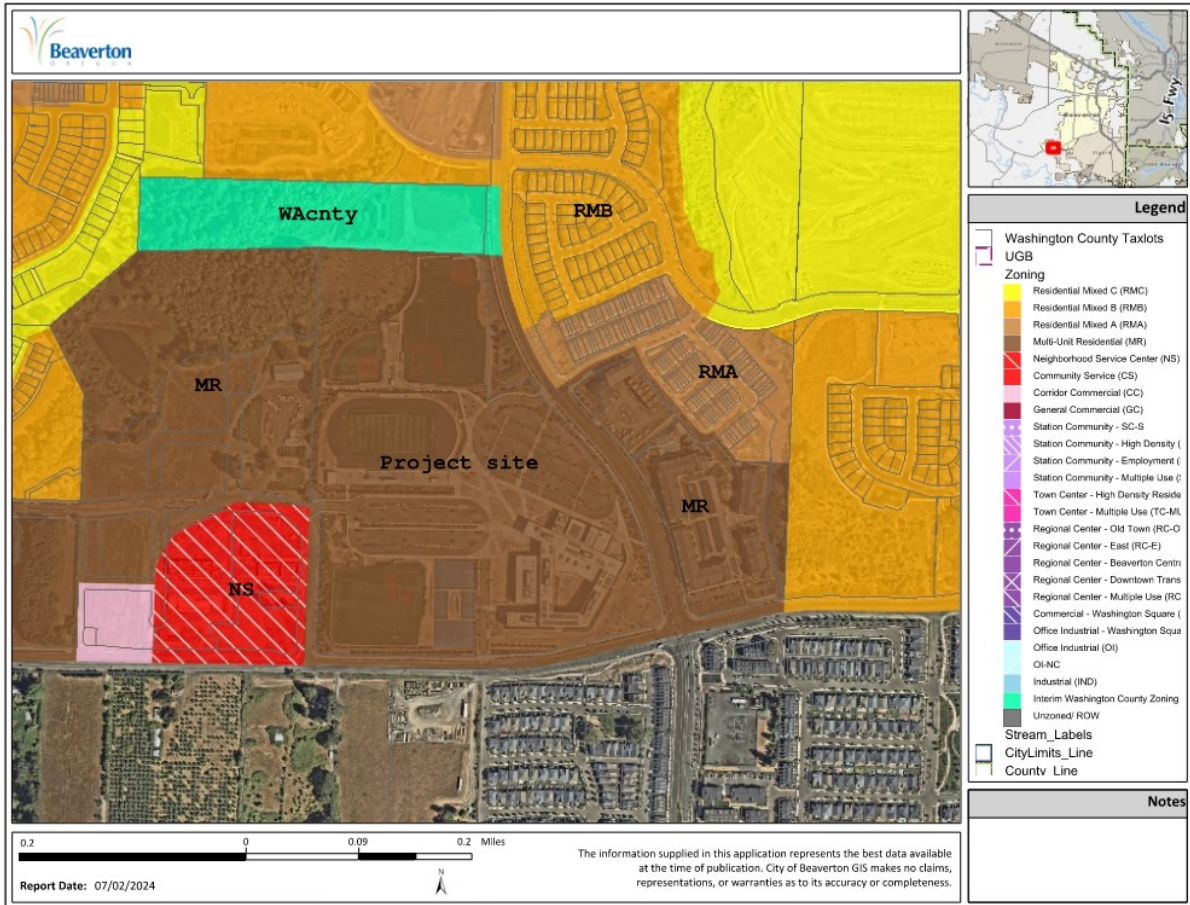 Beaverton
OREGON
I5 Fwy
Beaverton
WAcnty
RMB
MR
RMA
Project site
MR
NS
Legend
Washington County Taxlots
UGB
Zoning
Residential Mixed C (RMC)
Residential Mixed B (RMB)
Residential Mixed A (RMA)
Multi-Unit Residential (MR)
Neighborhood Service Center (NS)
Community Service (CS)
Corridor Commercial (CC)
General Commercial (GC)
Station Community - SC-S
Station Community - High Density (
Station Community - Employment (
Station Community - Multiple Use (
Town Center - High Density Reside
Town Center - Multiple Use (TC-MU
Regional Center - Old Town (RC-O
Regional Center - East (RC-E)
Regional Center - Beaverton Centra
Regional Center - Downtown Trans
Regional Center - Multiple Use (RC
Commercial - Washington Square (
Office Industrial - Washington Squa
Office Industrial (OI)
OI-NC
Industrial (IND)
Interim Washington County Zoning
Unzoned/ ROW
Stream_Labels
CityLimits_Line
County_Line
Notes
0.2 0 0.09 0.2 Miles
Report Date: 07/02/2024
N
The information supplied in this application represents the best data available
at the time of publication. City of Beaverton GIS makes no claims,
representations, or warranties as to its accuracy or completeness.